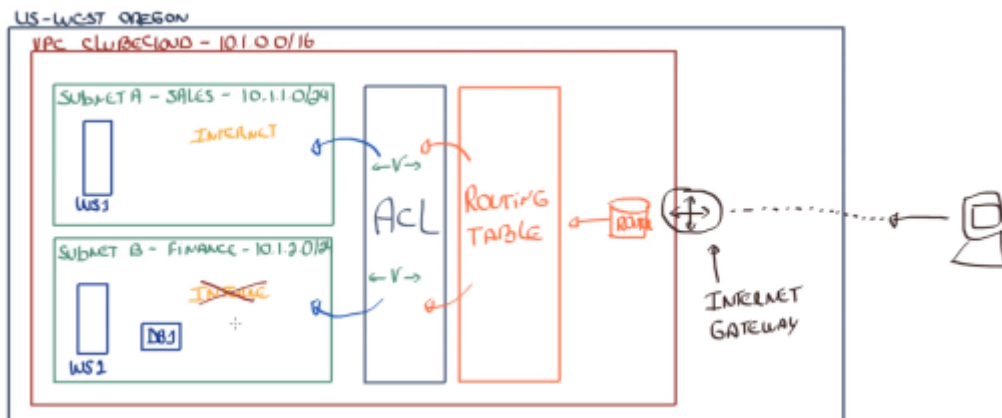 US-WEST OREGON
VPC CLUBECLOUD - 10.1.0.0/16
SUBNET A - SALES - 10.1.1.0/24
INTERNET
WS1
SUBNET B - FINANCE - 10.1.2.0/24
DB1
WS2
←V→
ACL
←V→
ROUTING
TABLE
INTERNET
GATEWAY